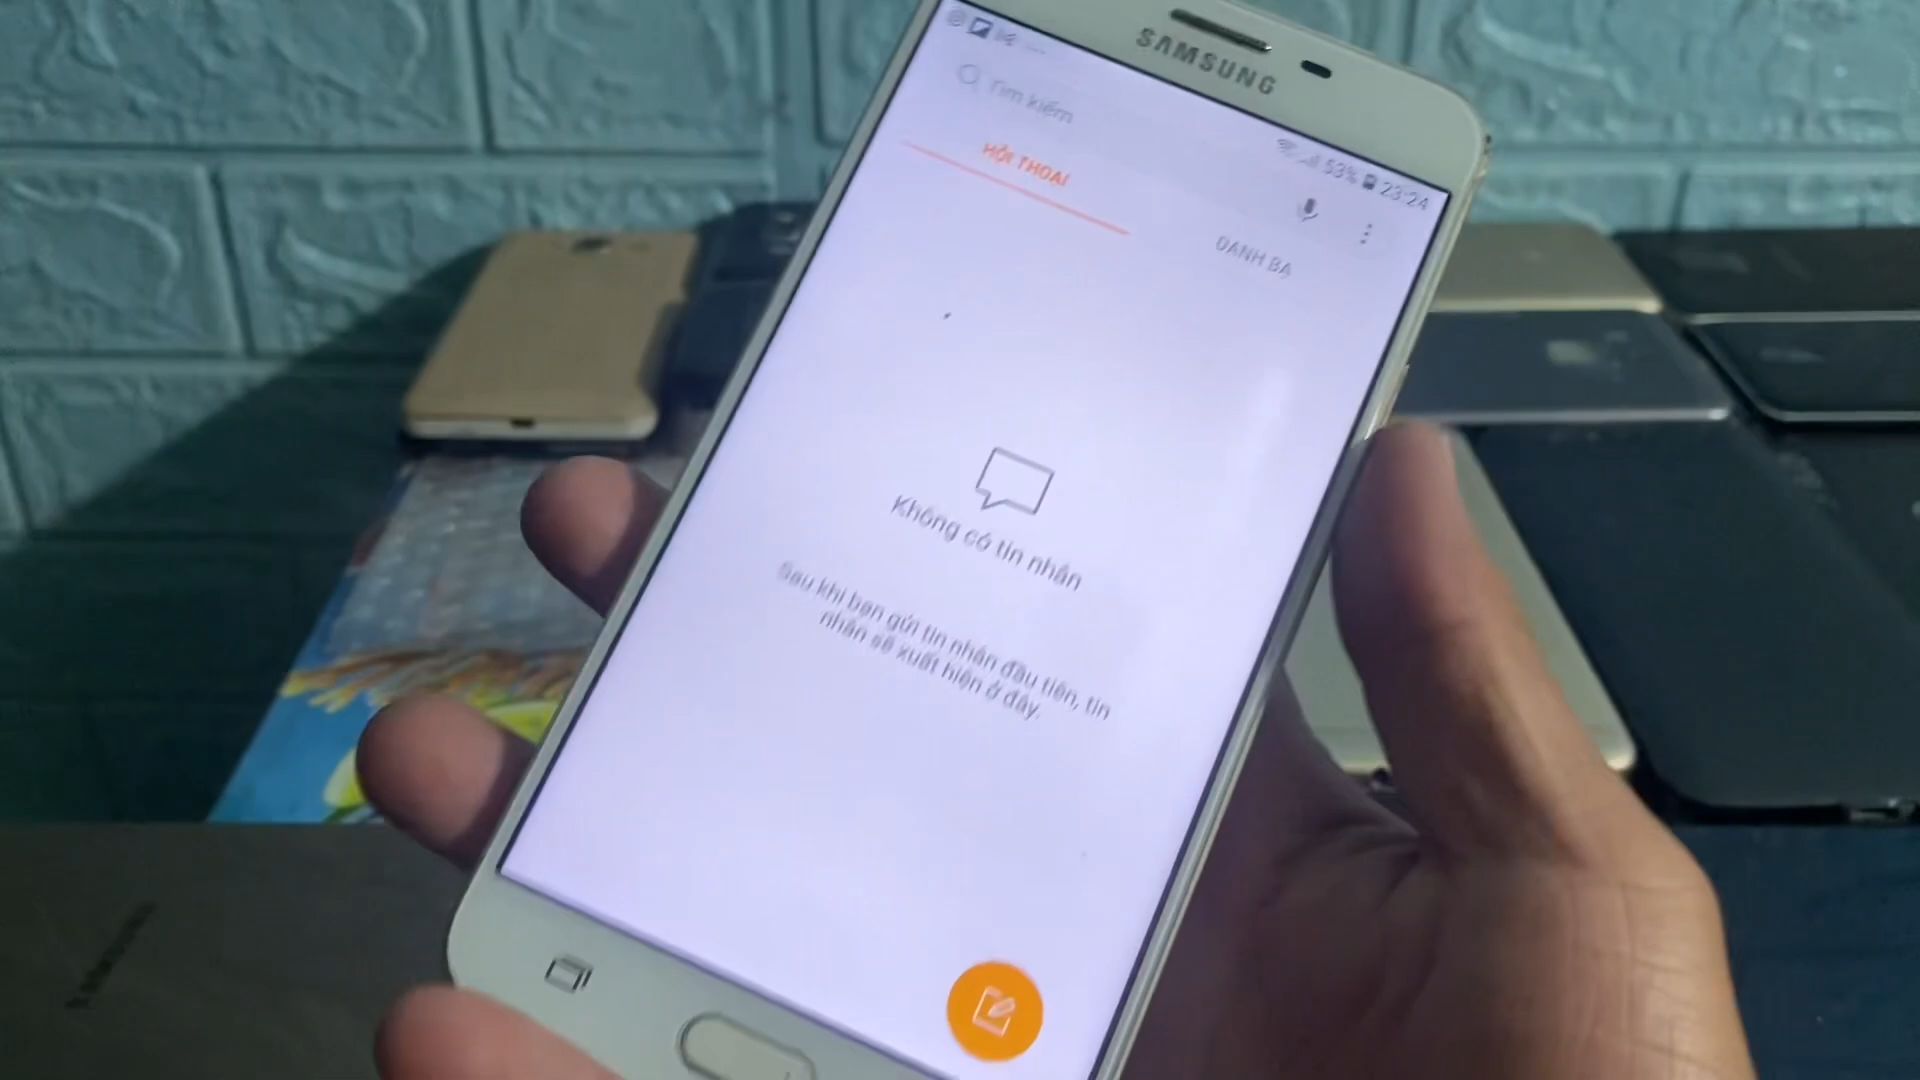 SAMSUNG
53% 23:24
Tìm kiếm
HỘI THOẠI
DANH BẠ
Không có tin nhắn
Sau khi bạn gửi tin nhắn đầu tiên, tin
nhắn sẽ xuất hiện ở đây.